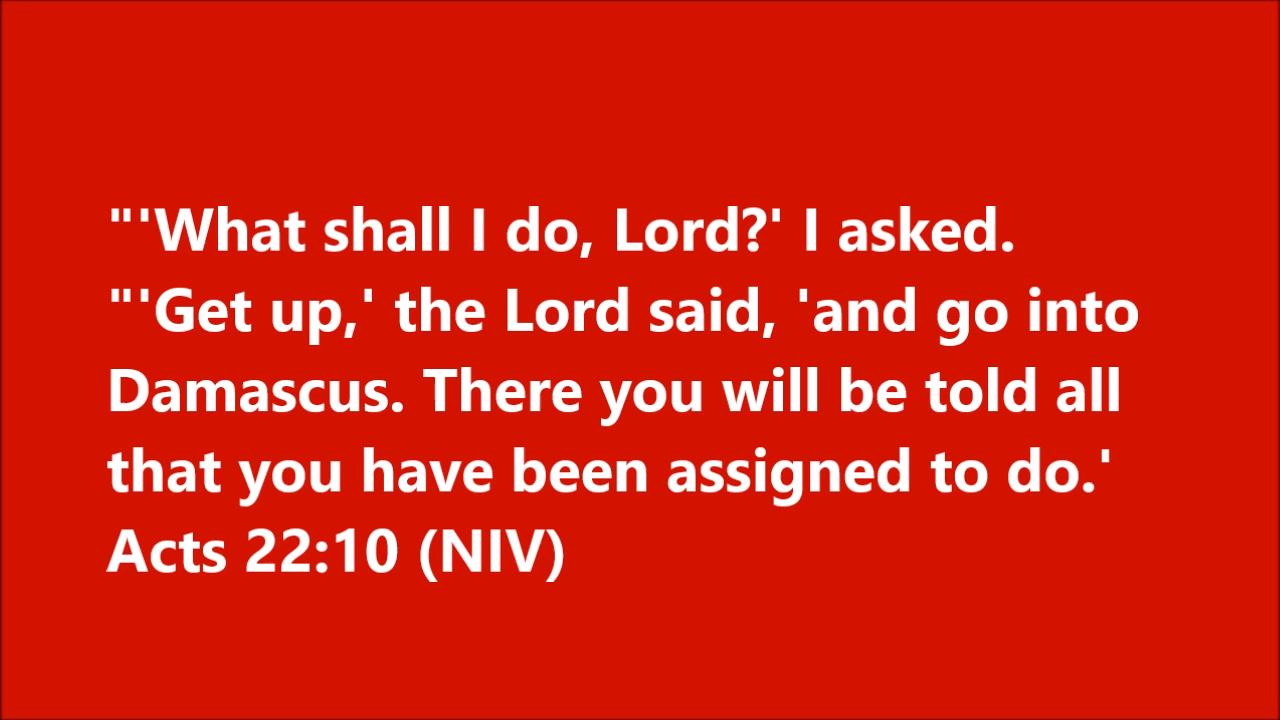 "'What shall I do, Lord?' I asked.
"'Get up,' the Lord said, 'and go into
Damascus. There you will be told all
that you have been assigned to do.'
Acts 22:10 (NIV)